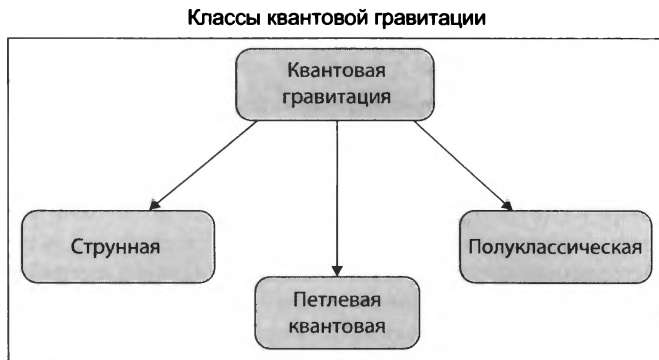 Классы квантовой гравитации
Квантовая
гравитация
Струнная
Полуклассическая
Петлевая
квантовая